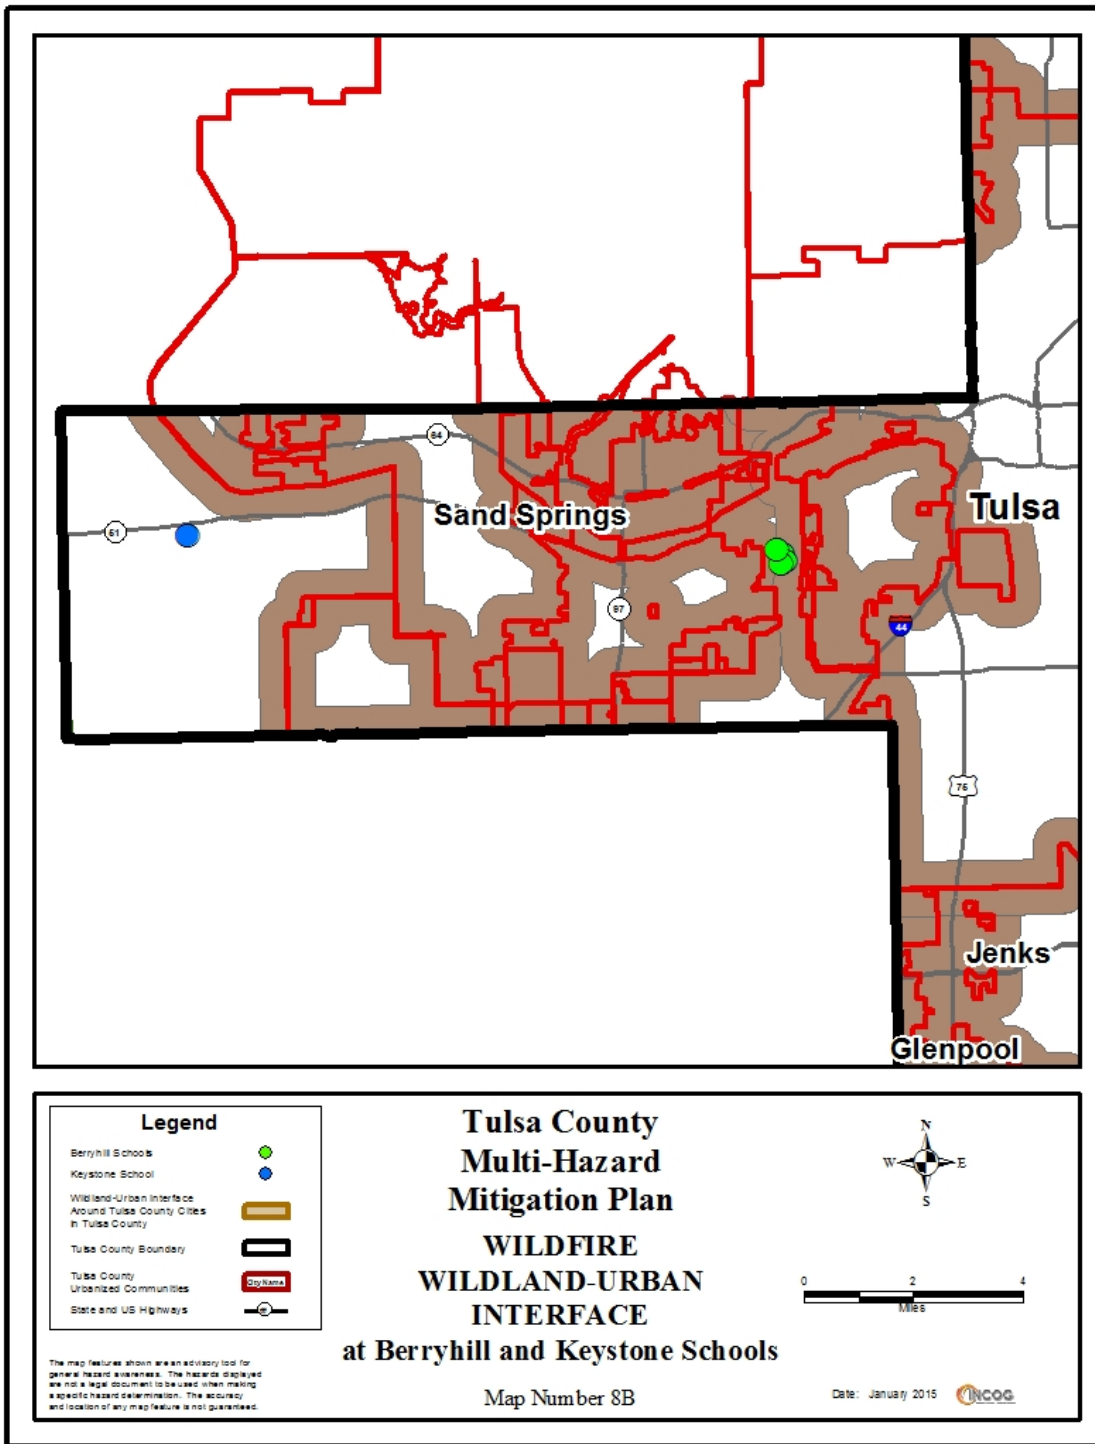 64
Sand Springs
Tulsa
51
97
44
75
Jenks
Glenpool
Legend
Berryhill Schools
Keystone School
Wildland-Urban Interface
Around Tulsa County Cities
in Tulsa County
Tulsa County Boundary
Tulsa County
Urbanized Communities
City Name
State and US Highways
The map features shown are an advisory tool for
general hazard awareness. The hazards displayed
are not a legal document to be used when making
a specific hazard determination. The accuracy
and location of any map feature is not guaranteed.
Tulsa County
Multi-Hazard
Mitigation Plan
WILDFIRE
WILDLAND-URBAN
INTERFACE
at Berryhill and Keystone Schools
Map Number 8B
N
W E
S
0 2 4
Miles
Date: January 2015
INCOG